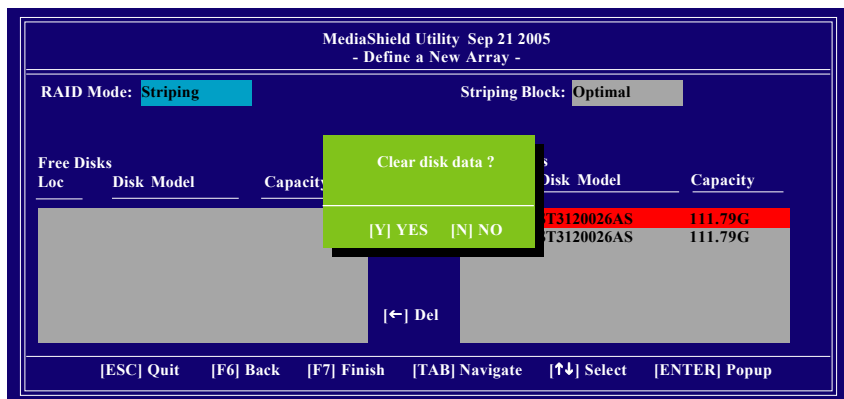 MediaShield Utility Sep 21 2005
- Define a New Array -
RAID Mode: Striping
Striping Block: Optimal
Free Disks
Loc Disk Model Capacity
s
Disk Model Capacity
Clear disk data ?
[Y] YES [N] NO
ST3120026AS 111.79G
ST3120026AS 111.79G
[←] Del
[ESC] Quit [F6] Back [F7] Finish [TAB] Navigate [↑↓] Select [ENTER] Popup